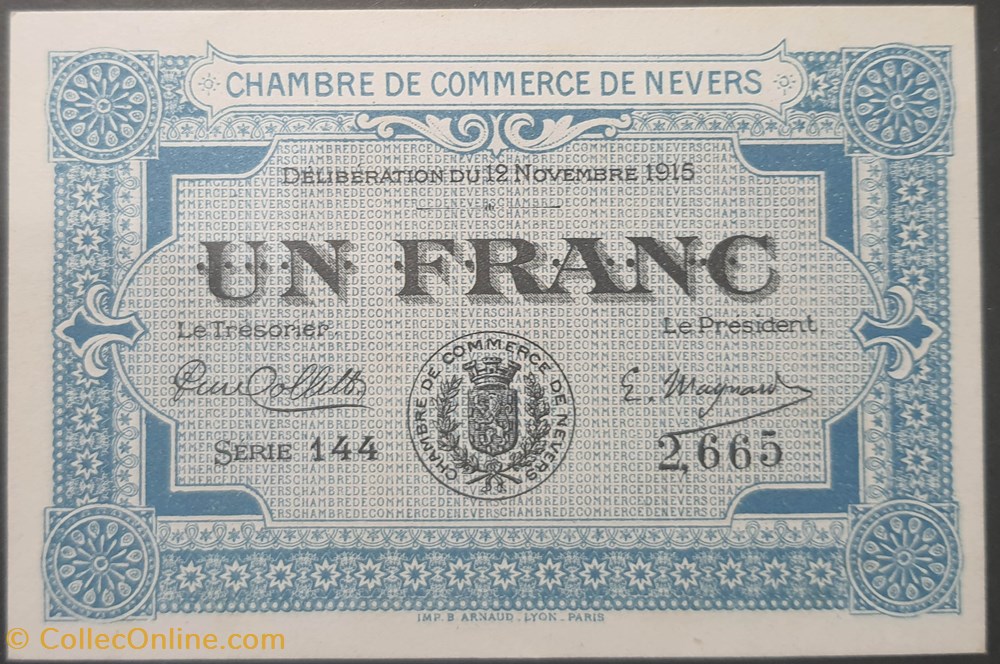 CHAMBRE DE COMMERCE DE NEVERS
DÉLIBÉRATION DU 12 NOVEMBRE 1915
UN FRANC
Le Trésorier, Le Président
E. Maynard
SÉRIE 144 2,665
CHAMBRE DE COMMERCE DE NEVERS
IMP. B. ARNAUD. LYON - PARIS
© CollecOnline.com